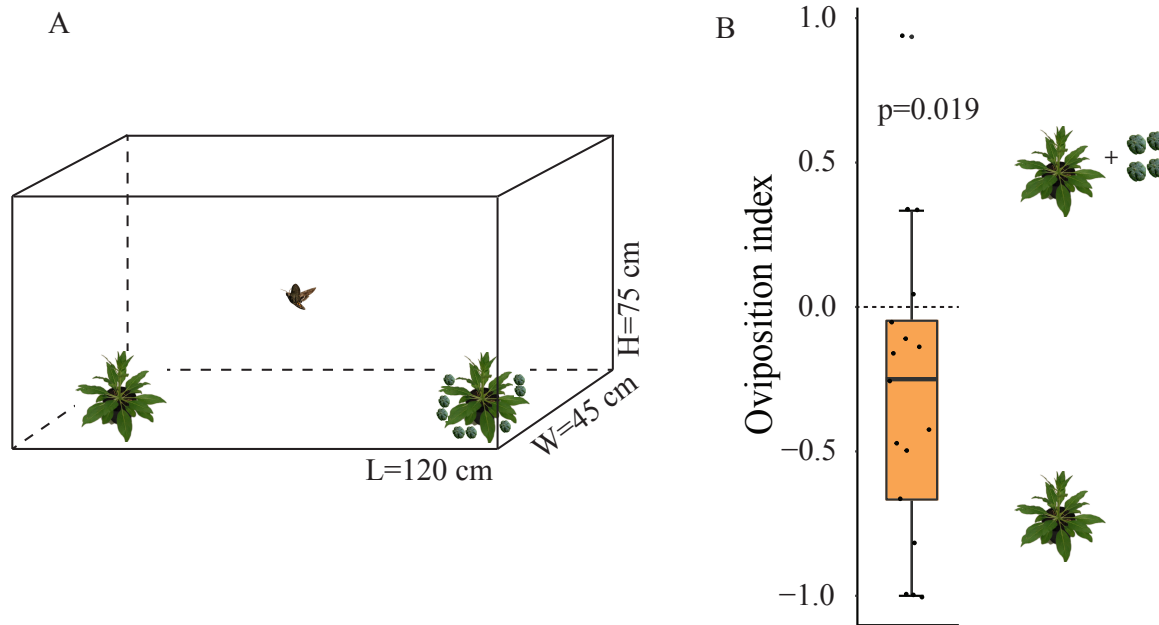 A
H=75 cm
W=45 cm
L=120 cm
B
Oviposition index
1.0
0.5
0.0
−0.5
−1.0
p=0.019
+